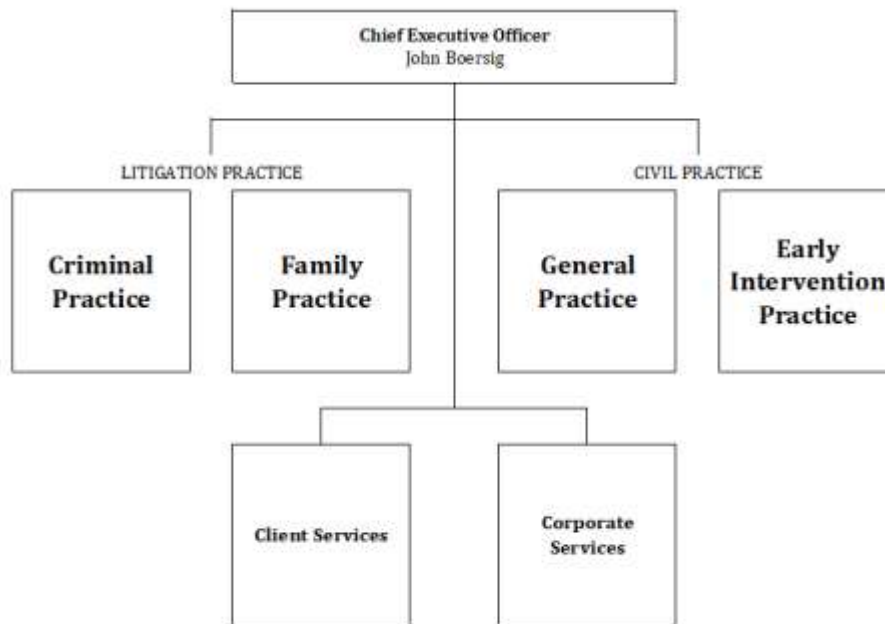 Chief Executive Officer
John Boersig
LITIGATION PRACTICE
CIVIL PRACTICE
Criminal
Practice
Family
Practice
General
Practice
Early
Intervention
Practice
Client Services
Corporate
Services